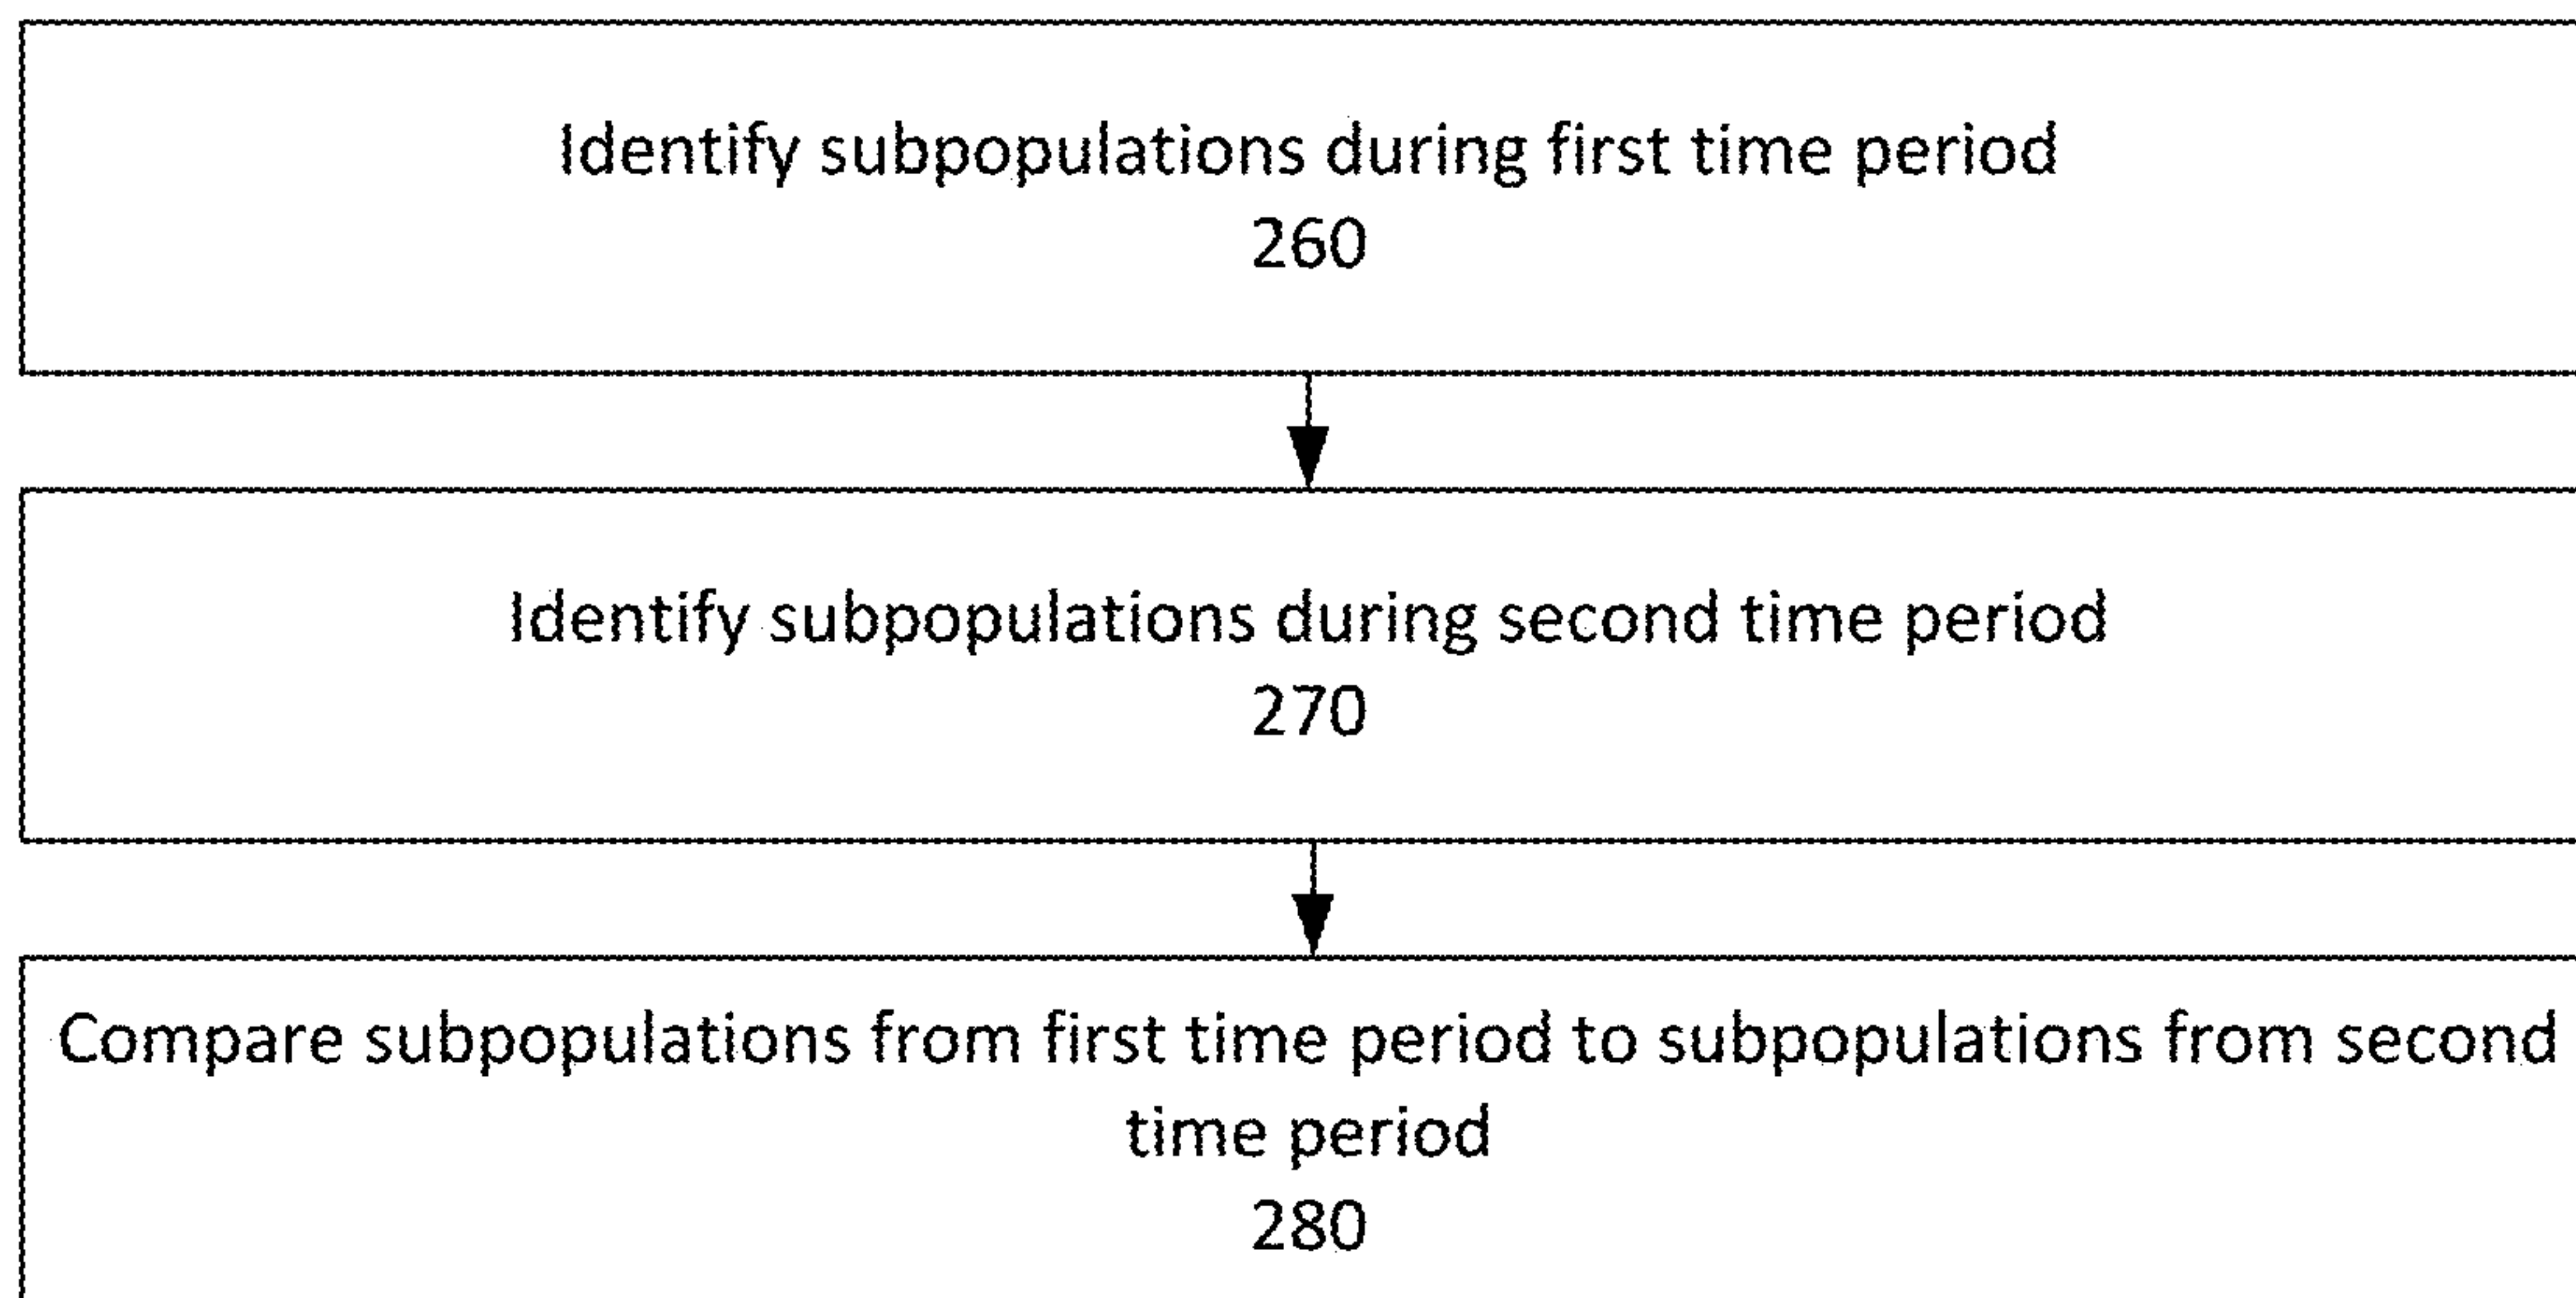 Identify subpopulations during first time period
260
Identify subpopulations during second time period
270
Compare subpopulations from first time period to subpopulations from second
time period
280